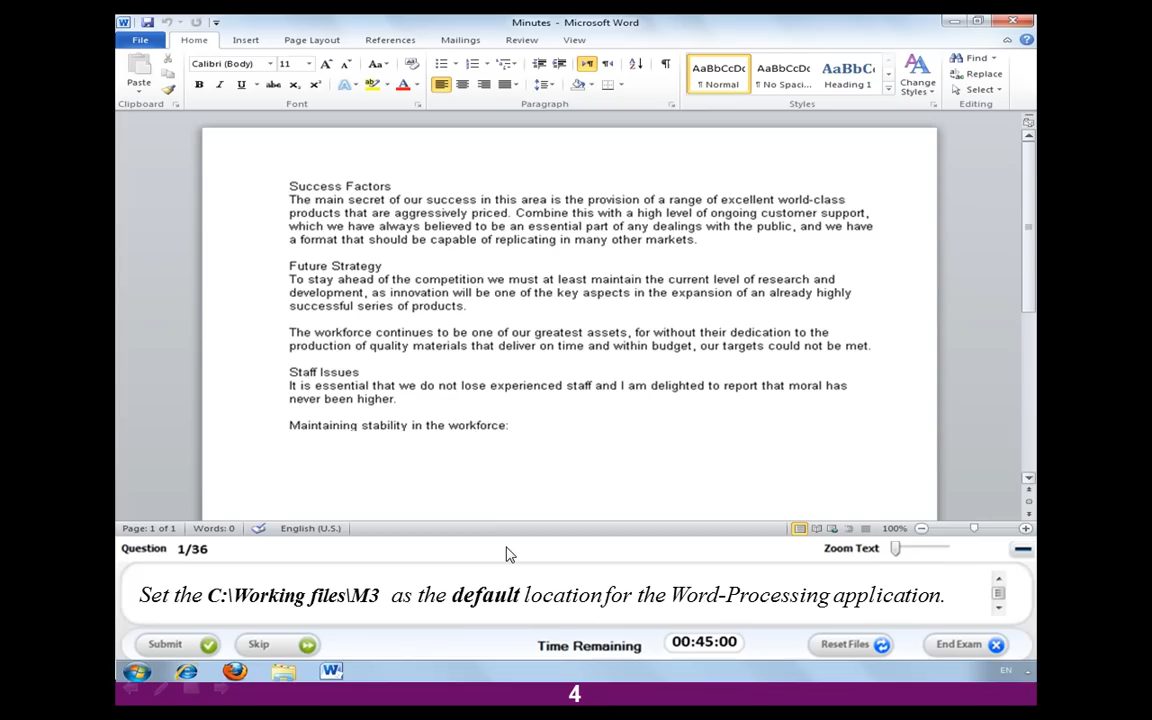 Minutes - Microsoft Word
File Home Insert Page Layout References Mailings Review View
Calibri (Body) 11 Aa AaBbCcDc AaBbCcDc AaBbC Find
Paste B I U abc x₂ x² A A ¶ Normal ¶ No Spaci... Heading 1 Change Styles Replace
Select
Clipboard Font Paragraph Styles Editing
Success Factors
The main secret of our success in this area is the provision of a range of excellent world-class
products that are aggressively priced. Combine this with a high level of ongoing customer support,
which we have always believed to be an essential part of any dealings with the public, and we have
a format that should be capable of replicating in many other markets.
Future Strategy
To stay ahead of the competition we must at least maintain the current level of research and
development, as innovation will be one of the key aspects in the expansion of an already highly
successful series of products.
The workforce continues to be one of our greatest assets, for without their dedication to the
production of quality materials that deliver on time and within budget, our targets could not be met.
Staff Issues
It is essential that we do not lose experienced staff and I am delighted to report that moral has
never been higher.
Maintaining stability in the workforce:
Page: 1 of 1 Words: 0 English (U.S.) 100%
Question 1/36 Zoom Text
Set the C:\Working files\M3 as the default location for the Word-Processing application.
Submit Skip Time Remaining 00:45:00 Reset Files End Exam
EN
4